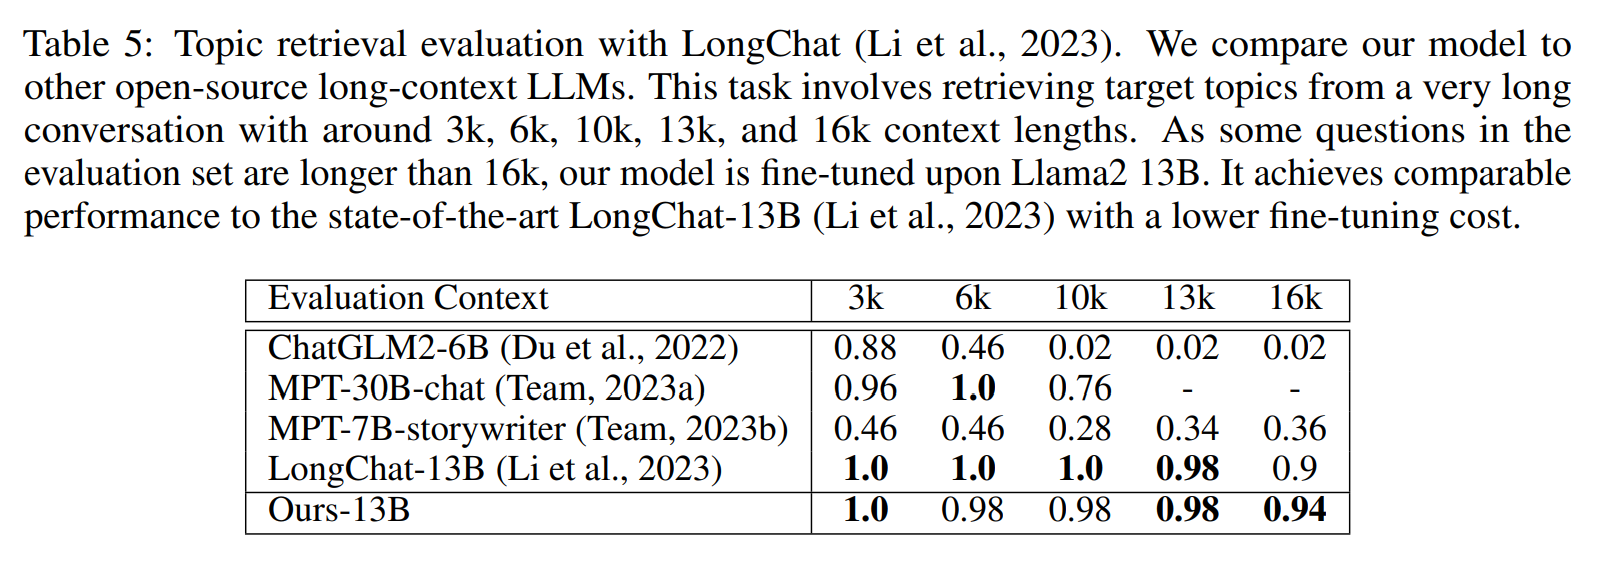 Table 5: Topic retrieval evaluation with LongChat (Li et al., 2023). We compare our model to
other open-source long-context LLMs. This task involves retrieving target topics from a very long
conversation with around 3k, 6k, 10k, 13k, and 16k context lengths. As some questions in the
evaluation set are longer than 16k, our model is fine-tuned upon Llama2 13B. It achieves comparable
performance to the state-of-the-art LongChat-13B (Li et al., 2023) with a lower fine-tuning cost.
Evaluation Context 3k 6k 10k 13k 16k
ChatGLM2-6B (Du et al., 2022) 0.88 0.46 0.02 0.02 0.02
MPT-30B-chat (Team, 2023a) 0.96 1.0 0.76 - -
MPT-7B-storywriter (Team, 2023b) 0.46 0.46 0.28 0.34 0.36
LongChat-13B (Li et al., 2023) 1.0 1.0 1.0 0.98 0.9
Ours-13B 1.0 0.98 0.98 0.98 0.94